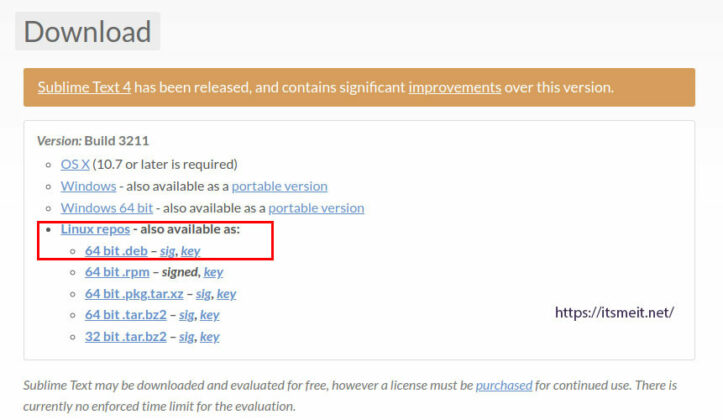 Download
Sublime Text 4 has been released, and contains significant improvements over this version.
Version: Build 3211
OS X (10.7 or later is required)
Windows - also available as a portable version
Windows 64 bit - also available as a portable version
Linux repos - also available as:
64 bit .deb – sig, key
64 bit .rpm – signed, key
64 bit .pkg.tar.xz – sig, key
64 bit .tar.bz2 – sig, key
32 bit .tar.bz2 – sig, key
https://itsmeit.net/
Sublime Text may be downloaded and evaluated for free, however a license must be purchased for continued use. There is
currently no enforced time limit for the evaluation.